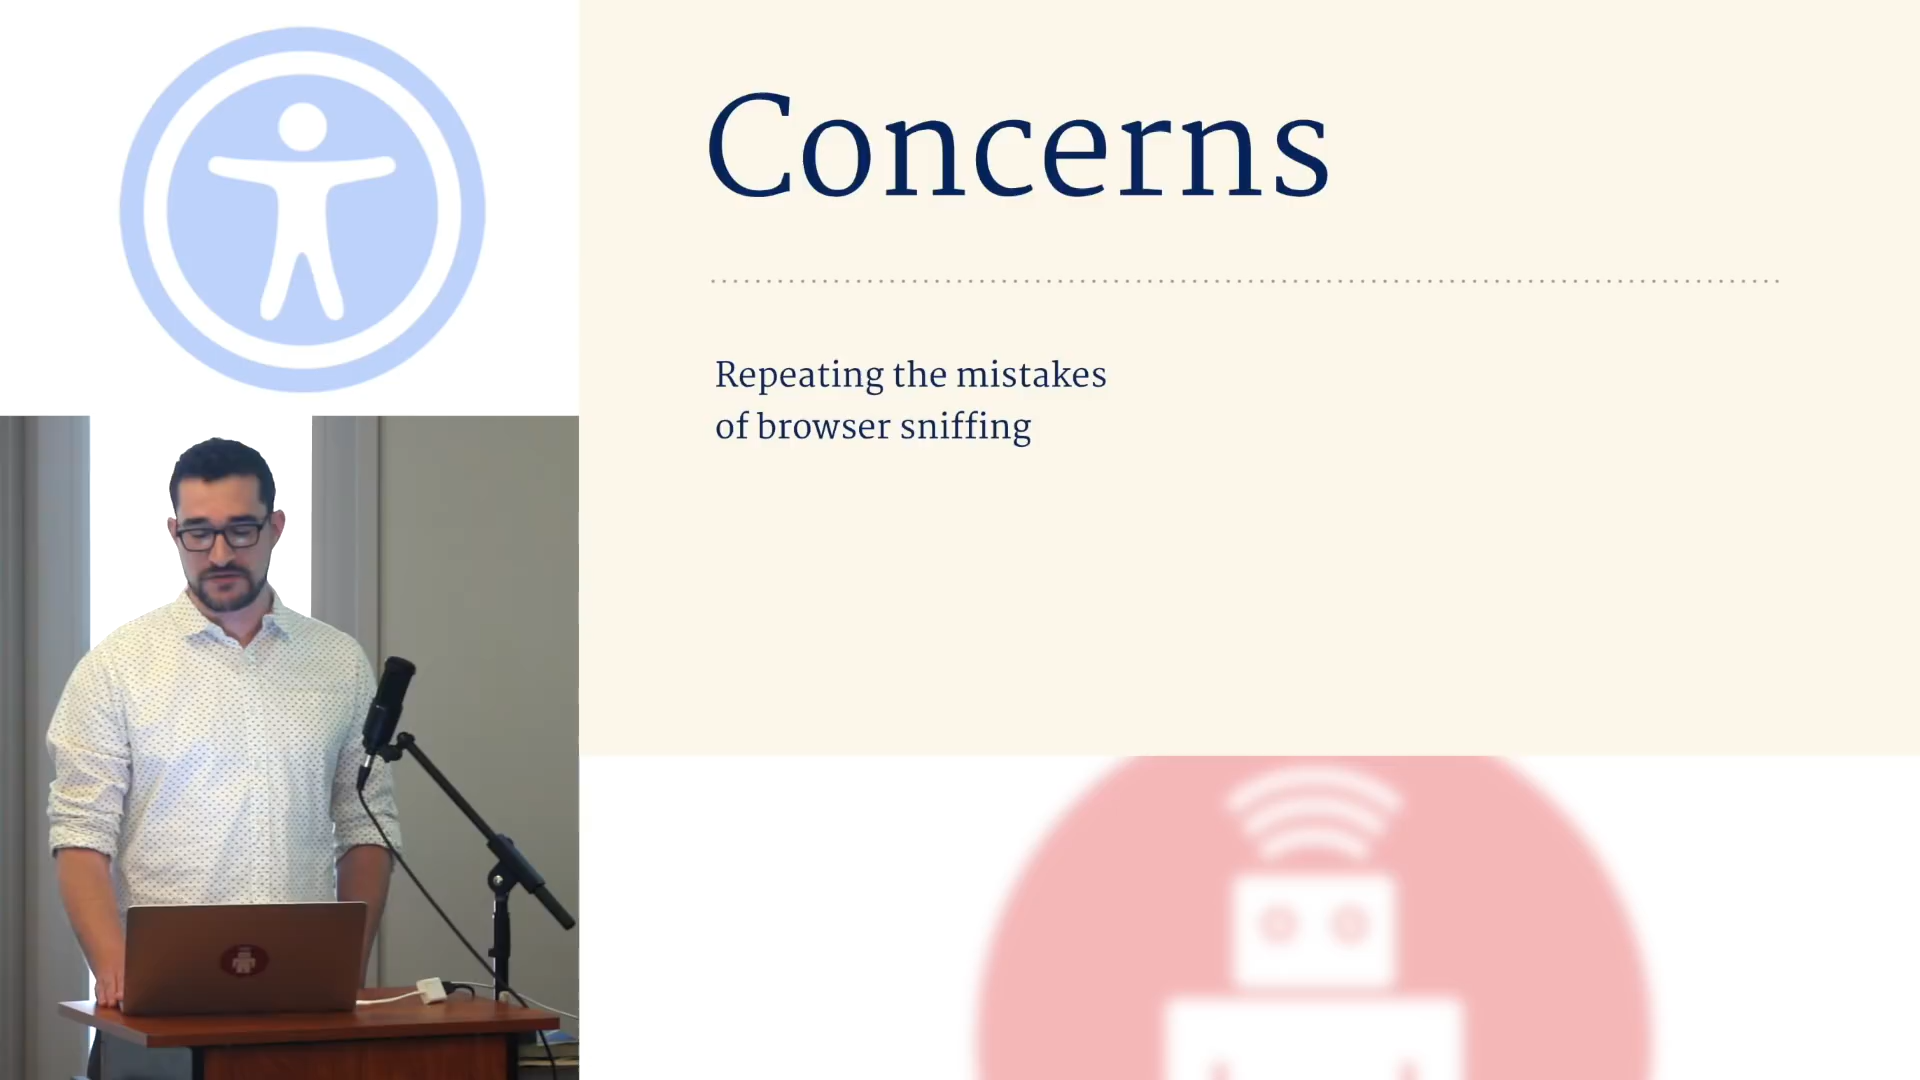 Concerns
Repeating the mistakes
of browser sniffing